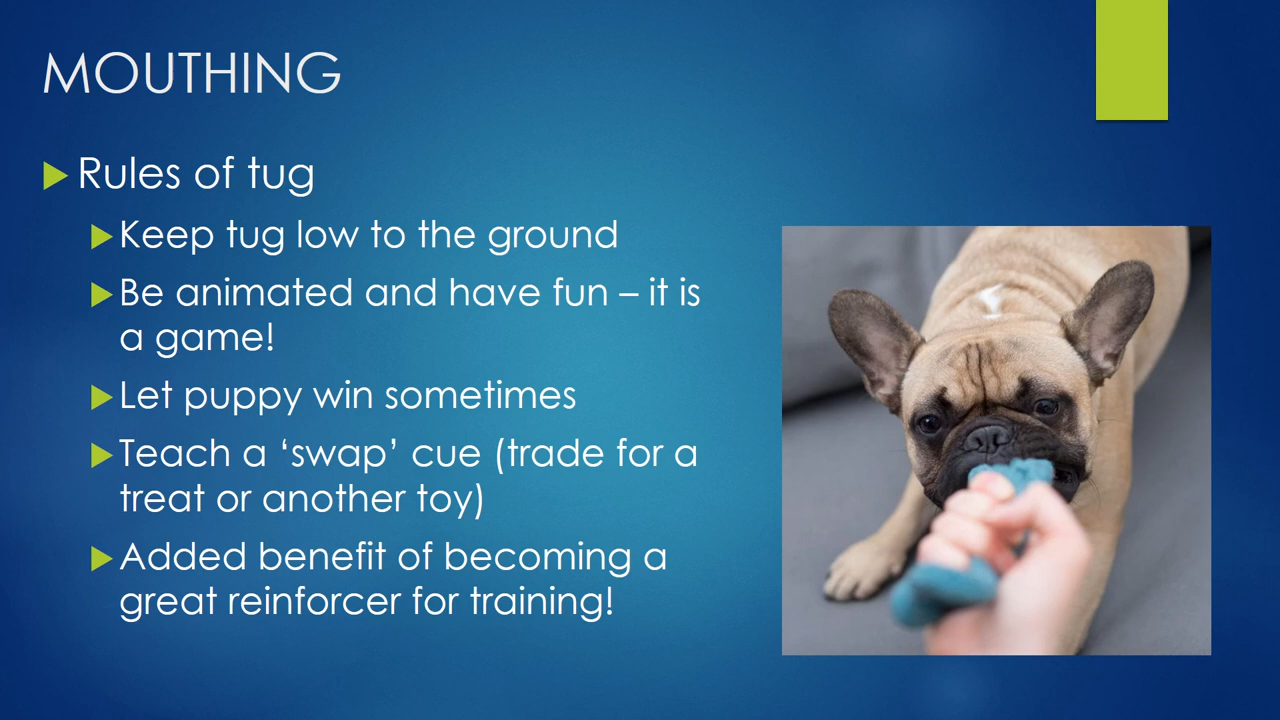 MOUTHING
Rules of tug
Keep tug low to the ground
Be animated and have fun – it is
a game!
Let puppy win sometimes
Teach a ‘swap’ cue (trade for a
treat or another toy)
Added benefit of becoming a
great reinforcer for training!